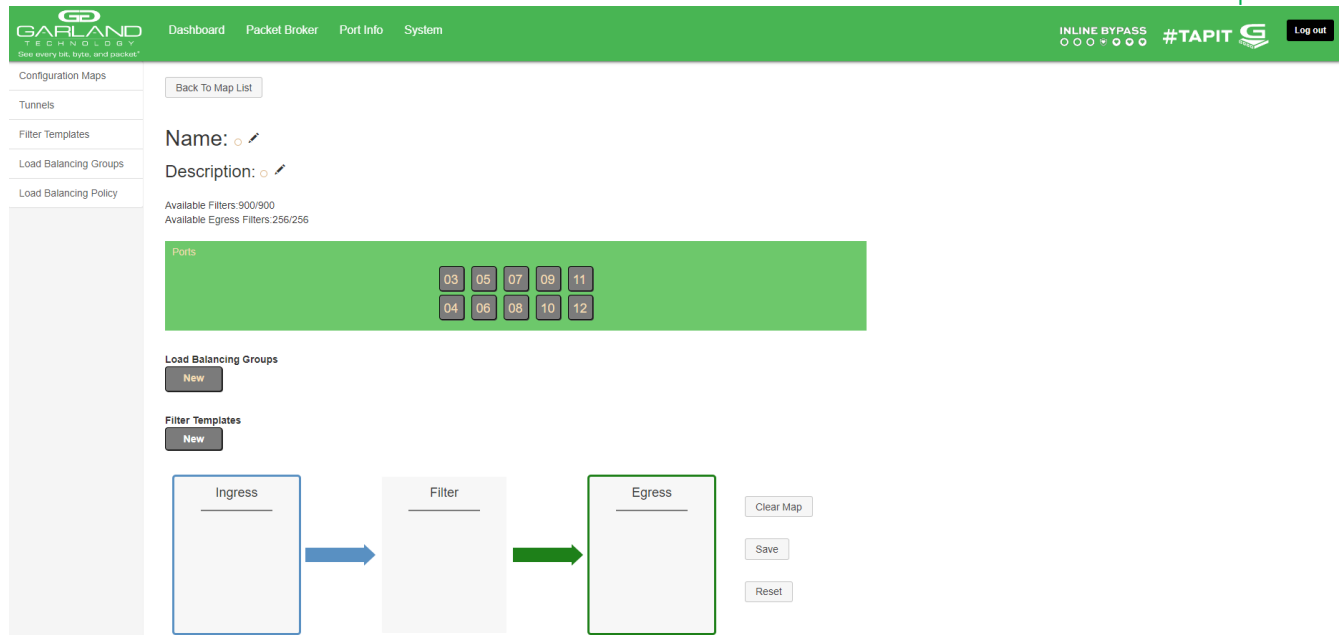 GARLAND
TECHNOLOGY
See every bit, byte, and packet®
Dashboard Packet Broker Port Info System
INLINE BYPASS
#TAPIT
Log out
Configuration Maps
Tunnels
Filter Templates
Load Balancing Groups
Load Balancing Policy
Back To Map List
Name:
Description:
Available Filters:900/900
Available Egress Filters:256/256
Ports
03 05 07 09 11
04 06 08 10 12
Load Balancing Groups
New
Filter Templates
New
Ingress
Filter
Egress
Clear Map
Save
Reset